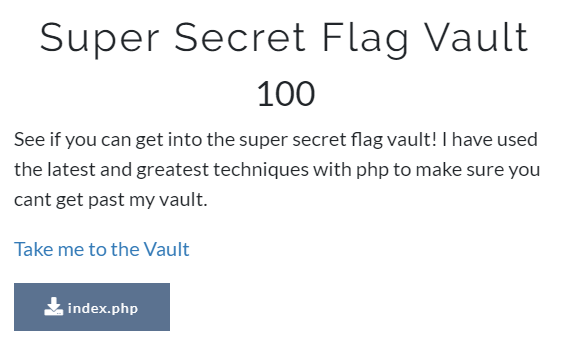 Super Secret Flag Vault
100
See if you can get into the super secret flag vault! I have used
the latest and greatest techniques with php to make sure you
cant get past my vault.
Take me to the Vault
index.php